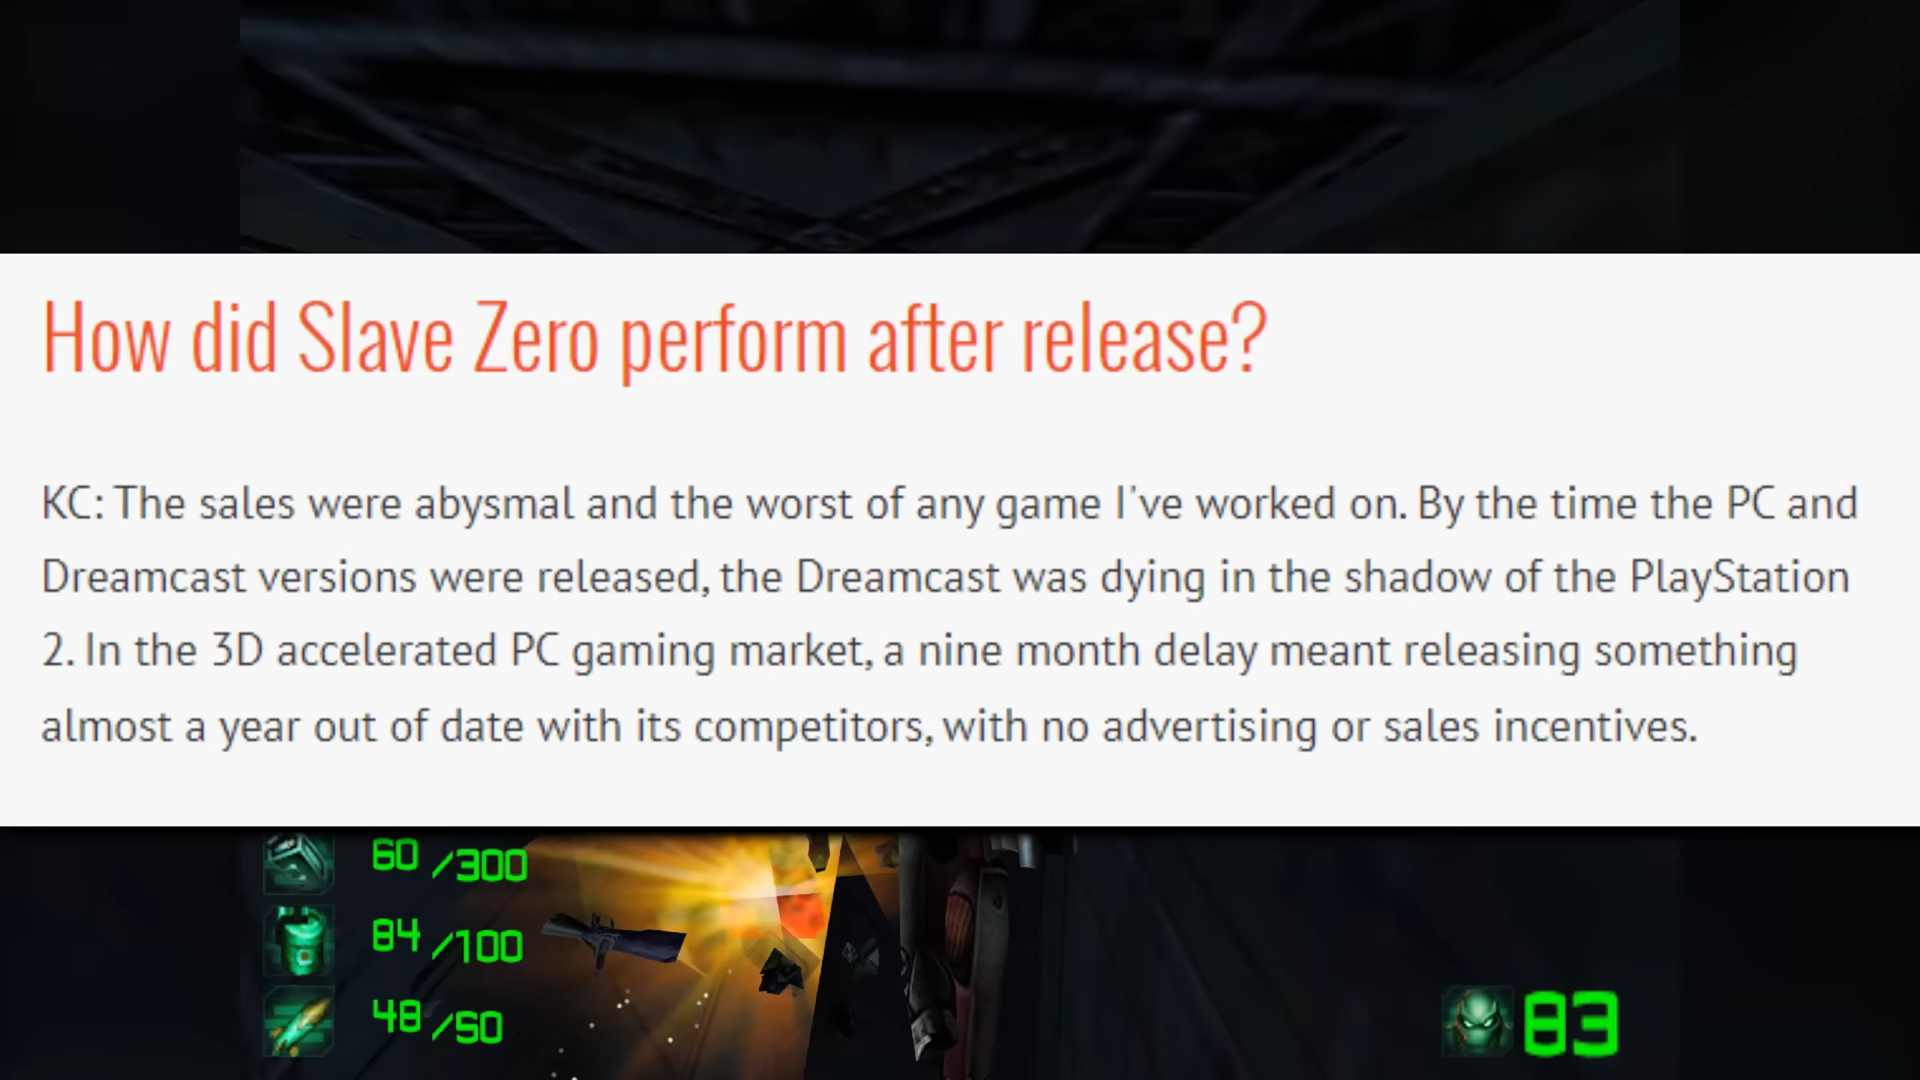 How did Slave Zero perform after release?
KC: The sales were abysmal and the worst of any game I've worked on. By the time the PC and
Dreamcast versions were released, the Dreamcast was dying in the shadow of the PlayStation
2. In the 3D accelerated PC gaming market, a nine month delay meant releasing something
almost a year out of date with its competitors, with no advertising or sales incentives.
60/300
84/100
48/50
83